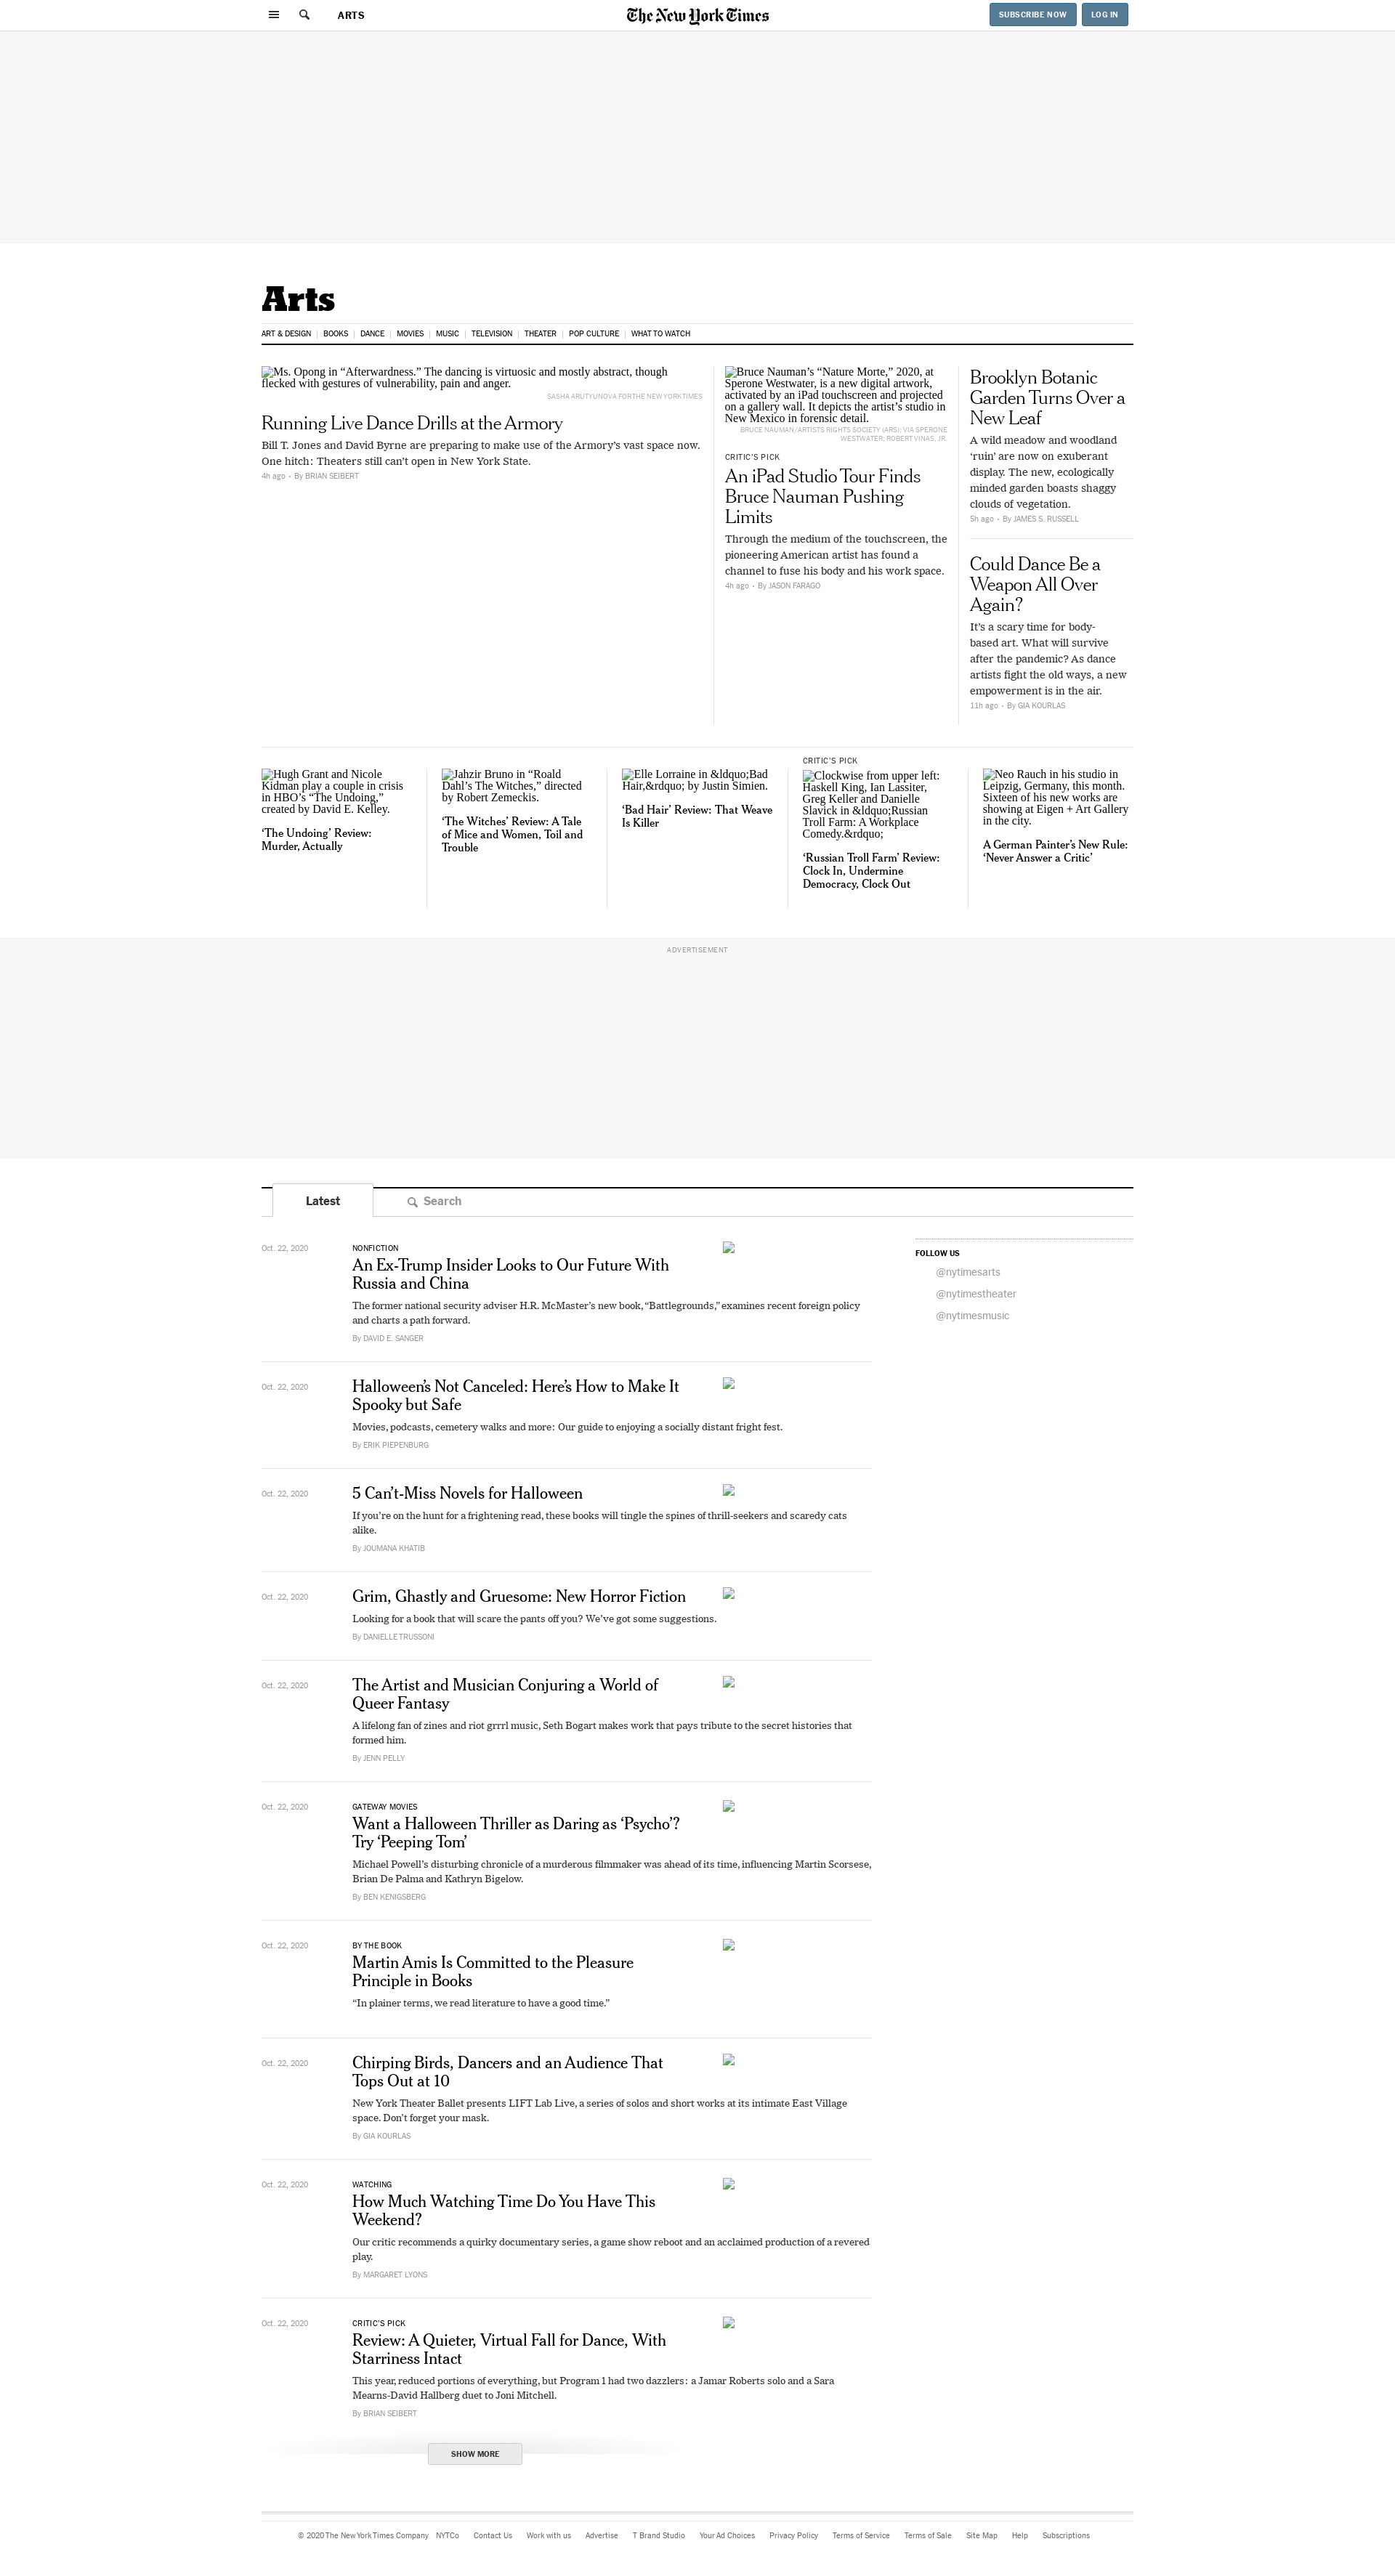 ARTS
The New York Times
SUBSCRIBE NOW
LOG IN
Arts
ART & DESIGN
BOOKS
DANCE
MOVIES
MUSIC
TELEVISION
THEATER
POP CULTURE
WHAT TO WATCH
Ms. Opong in “Afterwardness.” The dancing is virtuosic and mostly abstract, though
flecked with gestures of vulnerability, pain and anger.
SASHA ARUTYUNOVA FOR THE NEW YORK TIMES
Running Live Dance Drills at the Armory
Bill T. Jones and David Byrne are preparing to make use of the Armory’s vast space now.
One hitch: Theaters still can’t open in New York State.
4h ago • By BRIAN SEIBERT
Bruce Nauman’s “Nature Morte,” 2020, at
Sperone Westwater, is a new digital artwork,
activated by an iPad touchscreen and projected
on a gallery wall. It depicts the artist’s studio in
New Mexico in forensic detail.
BRUCE NAUMAN/ARTISTS RIGHTS SOCIETY (ARS); VIA SPERONE
WESTWATER; ROBERT VINAS, JR.
CRITIC’S PICK
An iPad Studio Tour Finds
Bruce Nauman Pushing
Limits
Through the medium of the touchscreen, the
pioneering American artist has found a
channel to fuse his body and his work space.
4h ago • By JASON FARAGO
Brooklyn Botanic
Garden Turns Over a
New Leaf
A wild meadow and woodland
‘ruin’ are now on exuberant
display. The new, ecologically
minded garden boasts shaggy
clouds of vegetation.
5h ago • By JAMES S. RUSSELL
Could Dance Be a
Weapon All Over
Again?
It’s a scary time for body-
based art. What will survive
after the pandemic? As dance
artists fight the old ways, a new
empowerment is in the air.
11h ago • By GIA KOURLAS
Hugh Grant and Nicole
Kidman play a couple in crisis
in HBO’s “The Undoing,”
created by David E. Kelley.
‘The Undoing’ Review:
Murder, Actually
Jahzir Bruno in “Roald
Dahl’s The Witches,” directed
by Robert Zemeckis.
‘The Witches’ Review: A Tale
of Mice and Women, Toil and
Trouble
Elle Lorraine in &ldquo;Bad
Hair,&rdquo; by Justin Simien.
‘Bad Hair’ Review: That Weave
Is Killer
CRITIC’S PICK
Clockwise from upper left:
Haskell King, Ian Lassiter,
Greg Keller and Danielle
Slavick in &ldquo;Russian
Troll Farm: A Workplace
Comedy.&rdquo;
‘Russian Troll Farm’ Review:
Clock In, Undermine
Democracy, Clock Out
Neo Rauch in his studio in
Leipzig, Germany, this month.
Sixteen of his new works are
showing at Eigen + Art Gallery
in the city.
A German Painter’s New Rule:
‘Never Answer a Critic’
ADVERTISEMENT
Latest
Search
Oct. 22, 2020
NONFICTION
An Ex-Trump Insider Looks to Our Future With
Russia and China
The former national security adviser H.R. McMaster’s new book, “Battlegrounds,” examines recent foreign policy
and charts a path forward.
By DAVID E. SANGER
FOLLOW US
@nytimesarts
@nytimestheater
@nytimesmusic
Oct. 22, 2020
Halloween’s Not Canceled: Here’s How to Make It
Spooky but Safe
Movies, podcasts, cemetery walks and more: Our guide to enjoying a socially distant fright fest.
By ERIK PIEPENBURG
Oct. 22, 2020
5 Can’t-Miss Novels for Halloween
If you’re on the hunt for a frightening read, these books will tingle the spines of thrill-seekers and scaredy cats
alike.
By JOUMANA KHATIB
Oct. 22, 2020
Grim, Ghastly and Gruesome: New Horror Fiction
Looking for a book that will scare the pants off you? We’ve got some suggestions.
By DANIELLE TRUSSONI
Oct. 22, 2020
The Artist and Musician Conjuring a World of
Queer Fantasy
A lifelong fan of zines and riot grrrl music, Seth Bogart makes work that pays tribute to the secret histories that
formed him.
By JENN PELLY
Oct. 22, 2020
GATEWAY MOVIES
Want a Halloween Thriller as Daring as ‘Psycho’?
Try ‘Peeping Tom’
Michael Powell’s disturbing chronicle of a murderous filmmaker was ahead of its time, influencing Martin Scorsese,
Brian De Palma and Kathryn Bigelow.
By BEN KENIGSBERG
Oct. 22, 2020
BY THE BOOK
Martin Amis Is Committed to the Pleasure
Principle in Books
“In plainer terms, we read literature to have a good time.”
Oct. 22, 2020
Chirping Birds, Dancers and an Audience That
Tops Out at 10
New York Theater Ballet presents LIFT Lab Live, a series of solos and short works at its intimate East Village
space. Don’t forget your mask.
By GIA KOURLAS
Oct. 22, 2020
WATCHING
How Much Watching Time Do You Have This
Weekend?
Our critic recommends a quirky documentary series, a game show reboot and an acclaimed production of a revered
play.
By MARGARET LYONS
Oct. 22, 2020
CRITIC’S PICK
Review: A Quieter, Virtual Fall for Dance, With
Starriness Intact
This year, reduced portions of everything, but Program 1 had two dazzlers: a Jamar Roberts solo and a Sara
Mearns-David Hallberg duet to Joni Mitchell.
By BRIAN SEIBERT
SHOW MORE
© 2020 The New York Times Company NYTCo Contact Us Work with us Advertise T Brand Studio Your Ad Choices Privacy Policy Terms of Service Terms of Sale Site Map Help Subscriptions